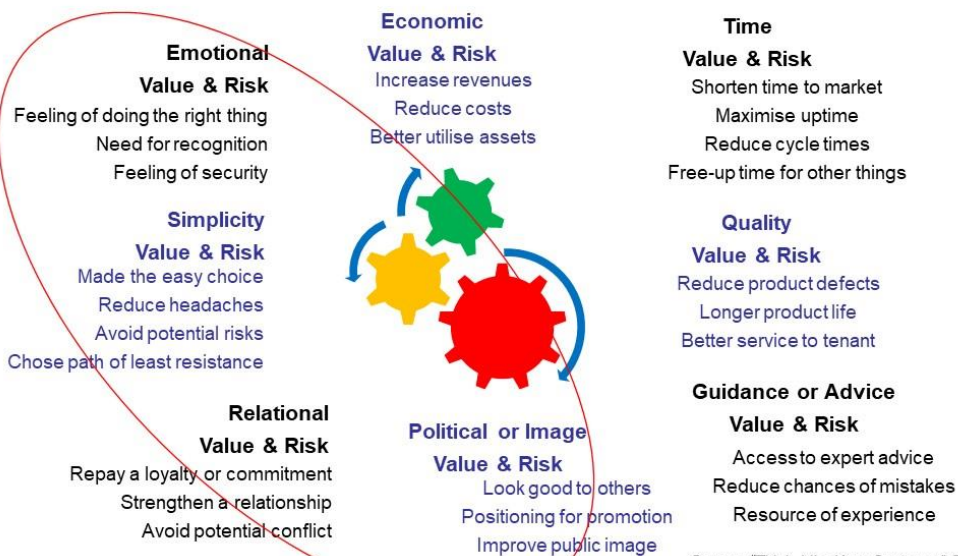 Economic
Value & Risk
Increase revenues
Reduce costs
Better utilise assets
Emotional
Value & Risk
Feeling of doing the right thing
Need for recognition
Feeling of security
Time
Value & Risk
Shorten time to market
Maximise uptime
Reduce cycle times
Free-up time for other things
Simplicity
Value & Risk
Made the easy choice
Reduce headaches
Avoid potential risks
Chose path of least resistance
Quality
Value & Risk
Reduce product defects
Longer product life
Better service to tenant
Relational
Value & Risk
Repay a loyalty or commitment
Strengthen a relationship
Avoid potential conflict
Political or Image
Value & Risk
Look good to others
Positioning for promotion
Improve public image
Guidance or Advice
Value & Risk
Access to expert advice
Reduce chances of mistakes
Resource of experience